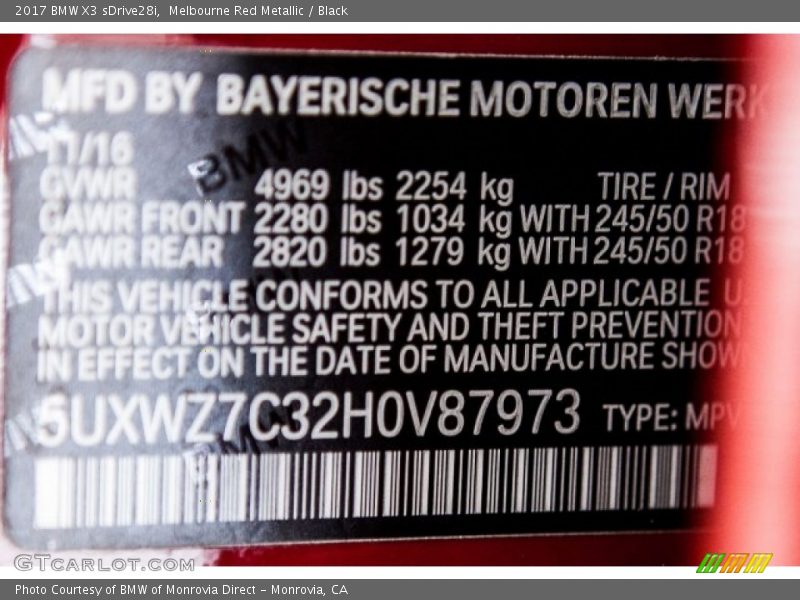 2017 BMW X3 sDrive28i,  Melbourne Red Metallic / Black
MFD BY BAYERISCHE MOTOREN WERK
11/16
BMW
GVWR 4969 lbs 2254 kg TIRE / RIM
GAWR FRONT 2280 lbs 1034 kg WITH 245/50 R18
GAWR REAR 2820 lbs 1279 kg WITH 245/50 R18
THIS VEHICLE CONFORMS TO ALL APPLICABLE U.
MOTOR VEHICLE SAFETY AND THEFT PREVENTION
IN EFFECT ON THE DATE OF MANUFACTURE SHOW
5UXWZ7C32H0V87973 TYPE: MPV
BMW
GTCARLOT.COM
Photo Courtesy of BMW of Monrovia Direct - Monrovia, CA